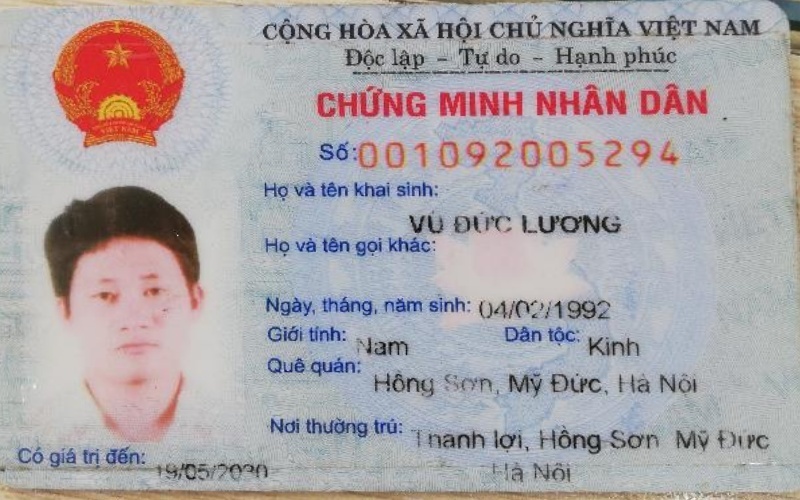 CỘNG HÒA XÃ HỘI CHỦ NGHĨA VIỆT NAM
Độc lập - Tự do - Hạnh phúc
CHỨNG MINH NHÂN DÂN
Số: 001092005294
Họ và tên khai sinh:
VŨ ĐỨC LƯƠNG
Họ và tên gọi khác:
Ngày, tháng, năm sinh: 04/02/1992
Giới tính: Nam Dân tộc: Kinh
Quê quán:
Hồng Sơn, Mỹ Đức, Hà Nội
Nơi thường trú: Thanh lợi, Hồng Sơn Mỹ Đức
Hà Nội
Có giá trị đến: 19/05/2030
VIỆT NAM